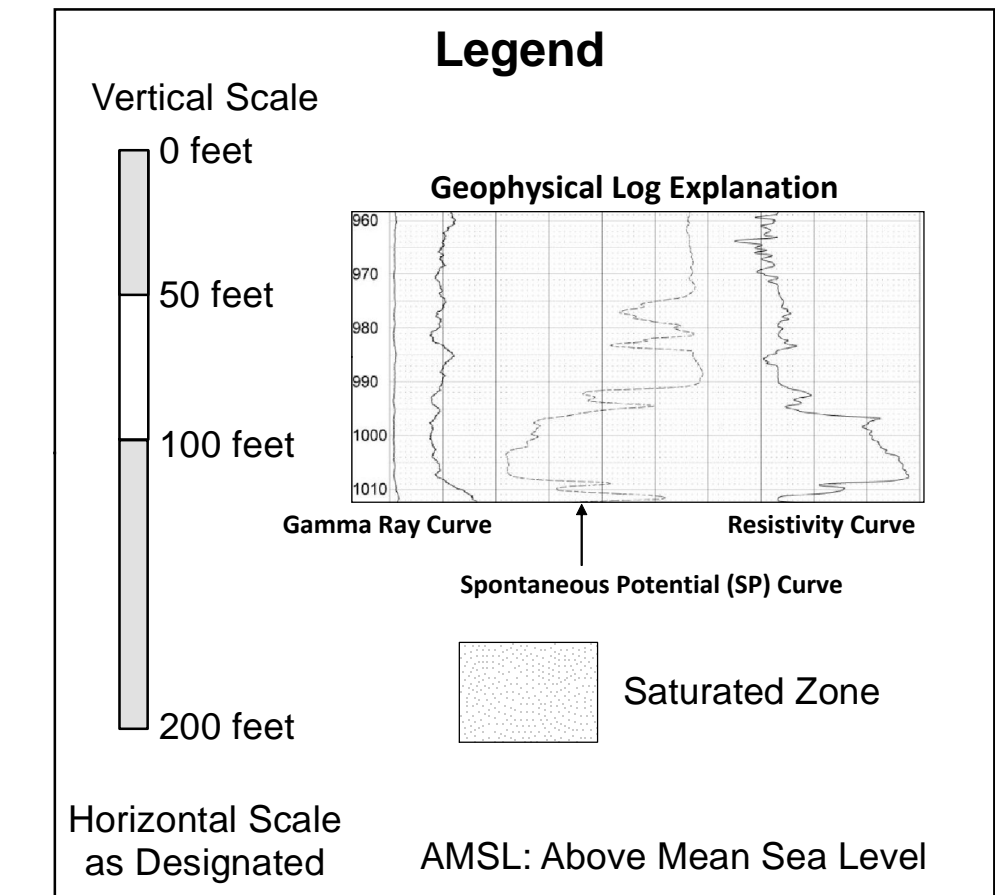 Legend
Vertical Scale
0 feet
50 feet
100 feet
200 feet
Geophysical Log Explanation
960
970
980
990
1000
1010
Gamma Ray Curve
Resistivity Curve
Spontaneous Potential (SP) Curve
Saturated Zone
Horizontal Scale
as Designated
AMSL: Above Mean Sea Level